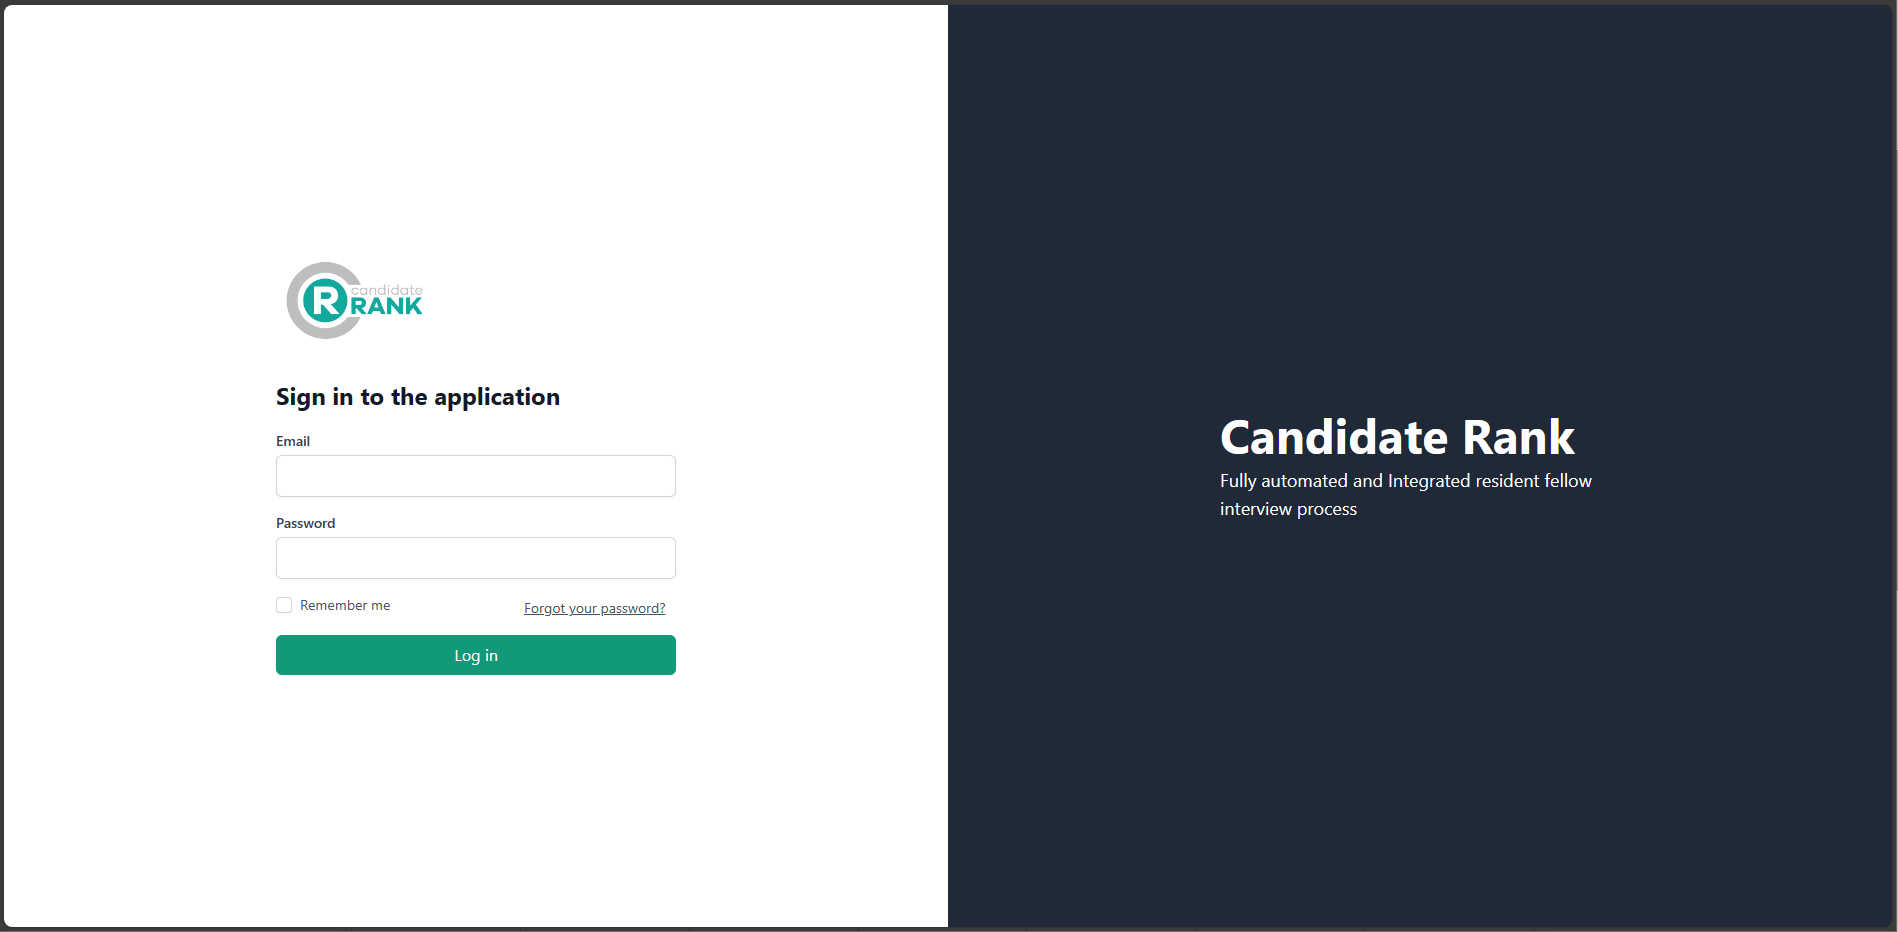 R
candidate
RANK
Sign in to the application
Email
Password
Remember me
Forgot your password?
Log in
Candidate Rank
Fully automated and Integrated resident fellow
interview process